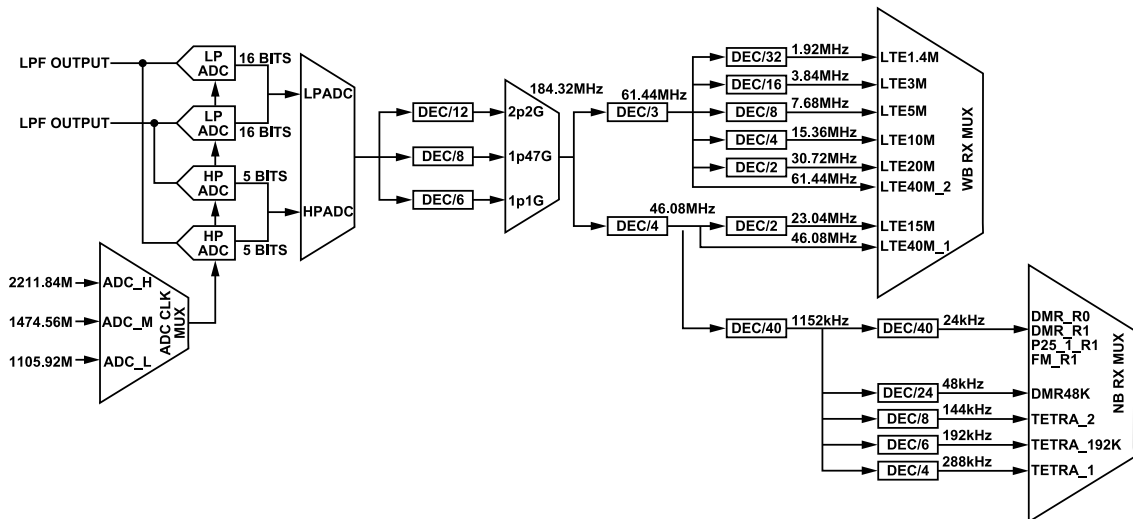 LPF OUTPUT
LP
ADC
16 BITS
LPF OUTPUT
LP
ADC
16 BITS
HP
ADC
5 BITS
HP
ADC
5 BITS
LPADC
HPADC
2211.84M
ADC_H
1474.56M
ADC_M
1105.92M
ADC_L
ADC CLK
MUX
DEC/12
DEC/8
DEC/6
2p2G
1p47G
1p1G
184.32MHz
DEC/3
61.44MHz
DEC/32
1.92MHz
LTE1.4M
DEC/16
3.84MHz
LTE3M
DEC/8
7.68MHz
LTE5M
DEC/4
15.36MHz
LTE10M
DEC/2
30.72MHz
LTE20M
61.44MHz
LTE40M_2
DEC/4
46.08MHz
DEC/2
23.04MHz
LTE15M
46.08MHz
LTE40M_1
WB RX MUX
DEC/40
1152kHz
DEC/40
24kHz
DMR_R0
DMR_R1
P25_1_R1
FM_R1
DEC/24
48kHz
DMR48K
DEC/8
144kHz
TETRA_2
DEC/6
192kHz
TETRA_192K
DEC/4
288kHz
TETRA_1
NB RX MUX